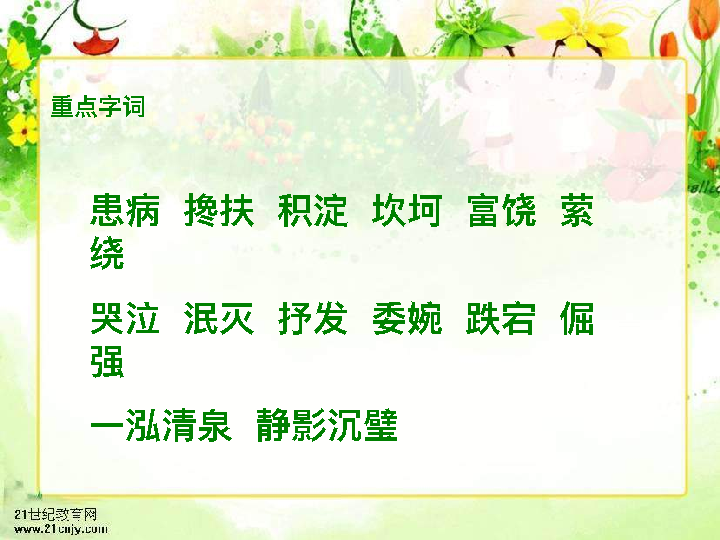 重点字词
患病 搀扶 积淀 坎坷 富饶 萦
绕
哭泣 泯灭 抒发 委婉 跌宕 倔
强
一泓清泉 静影沉璧
21世纪教育网
www.21cnjy.com